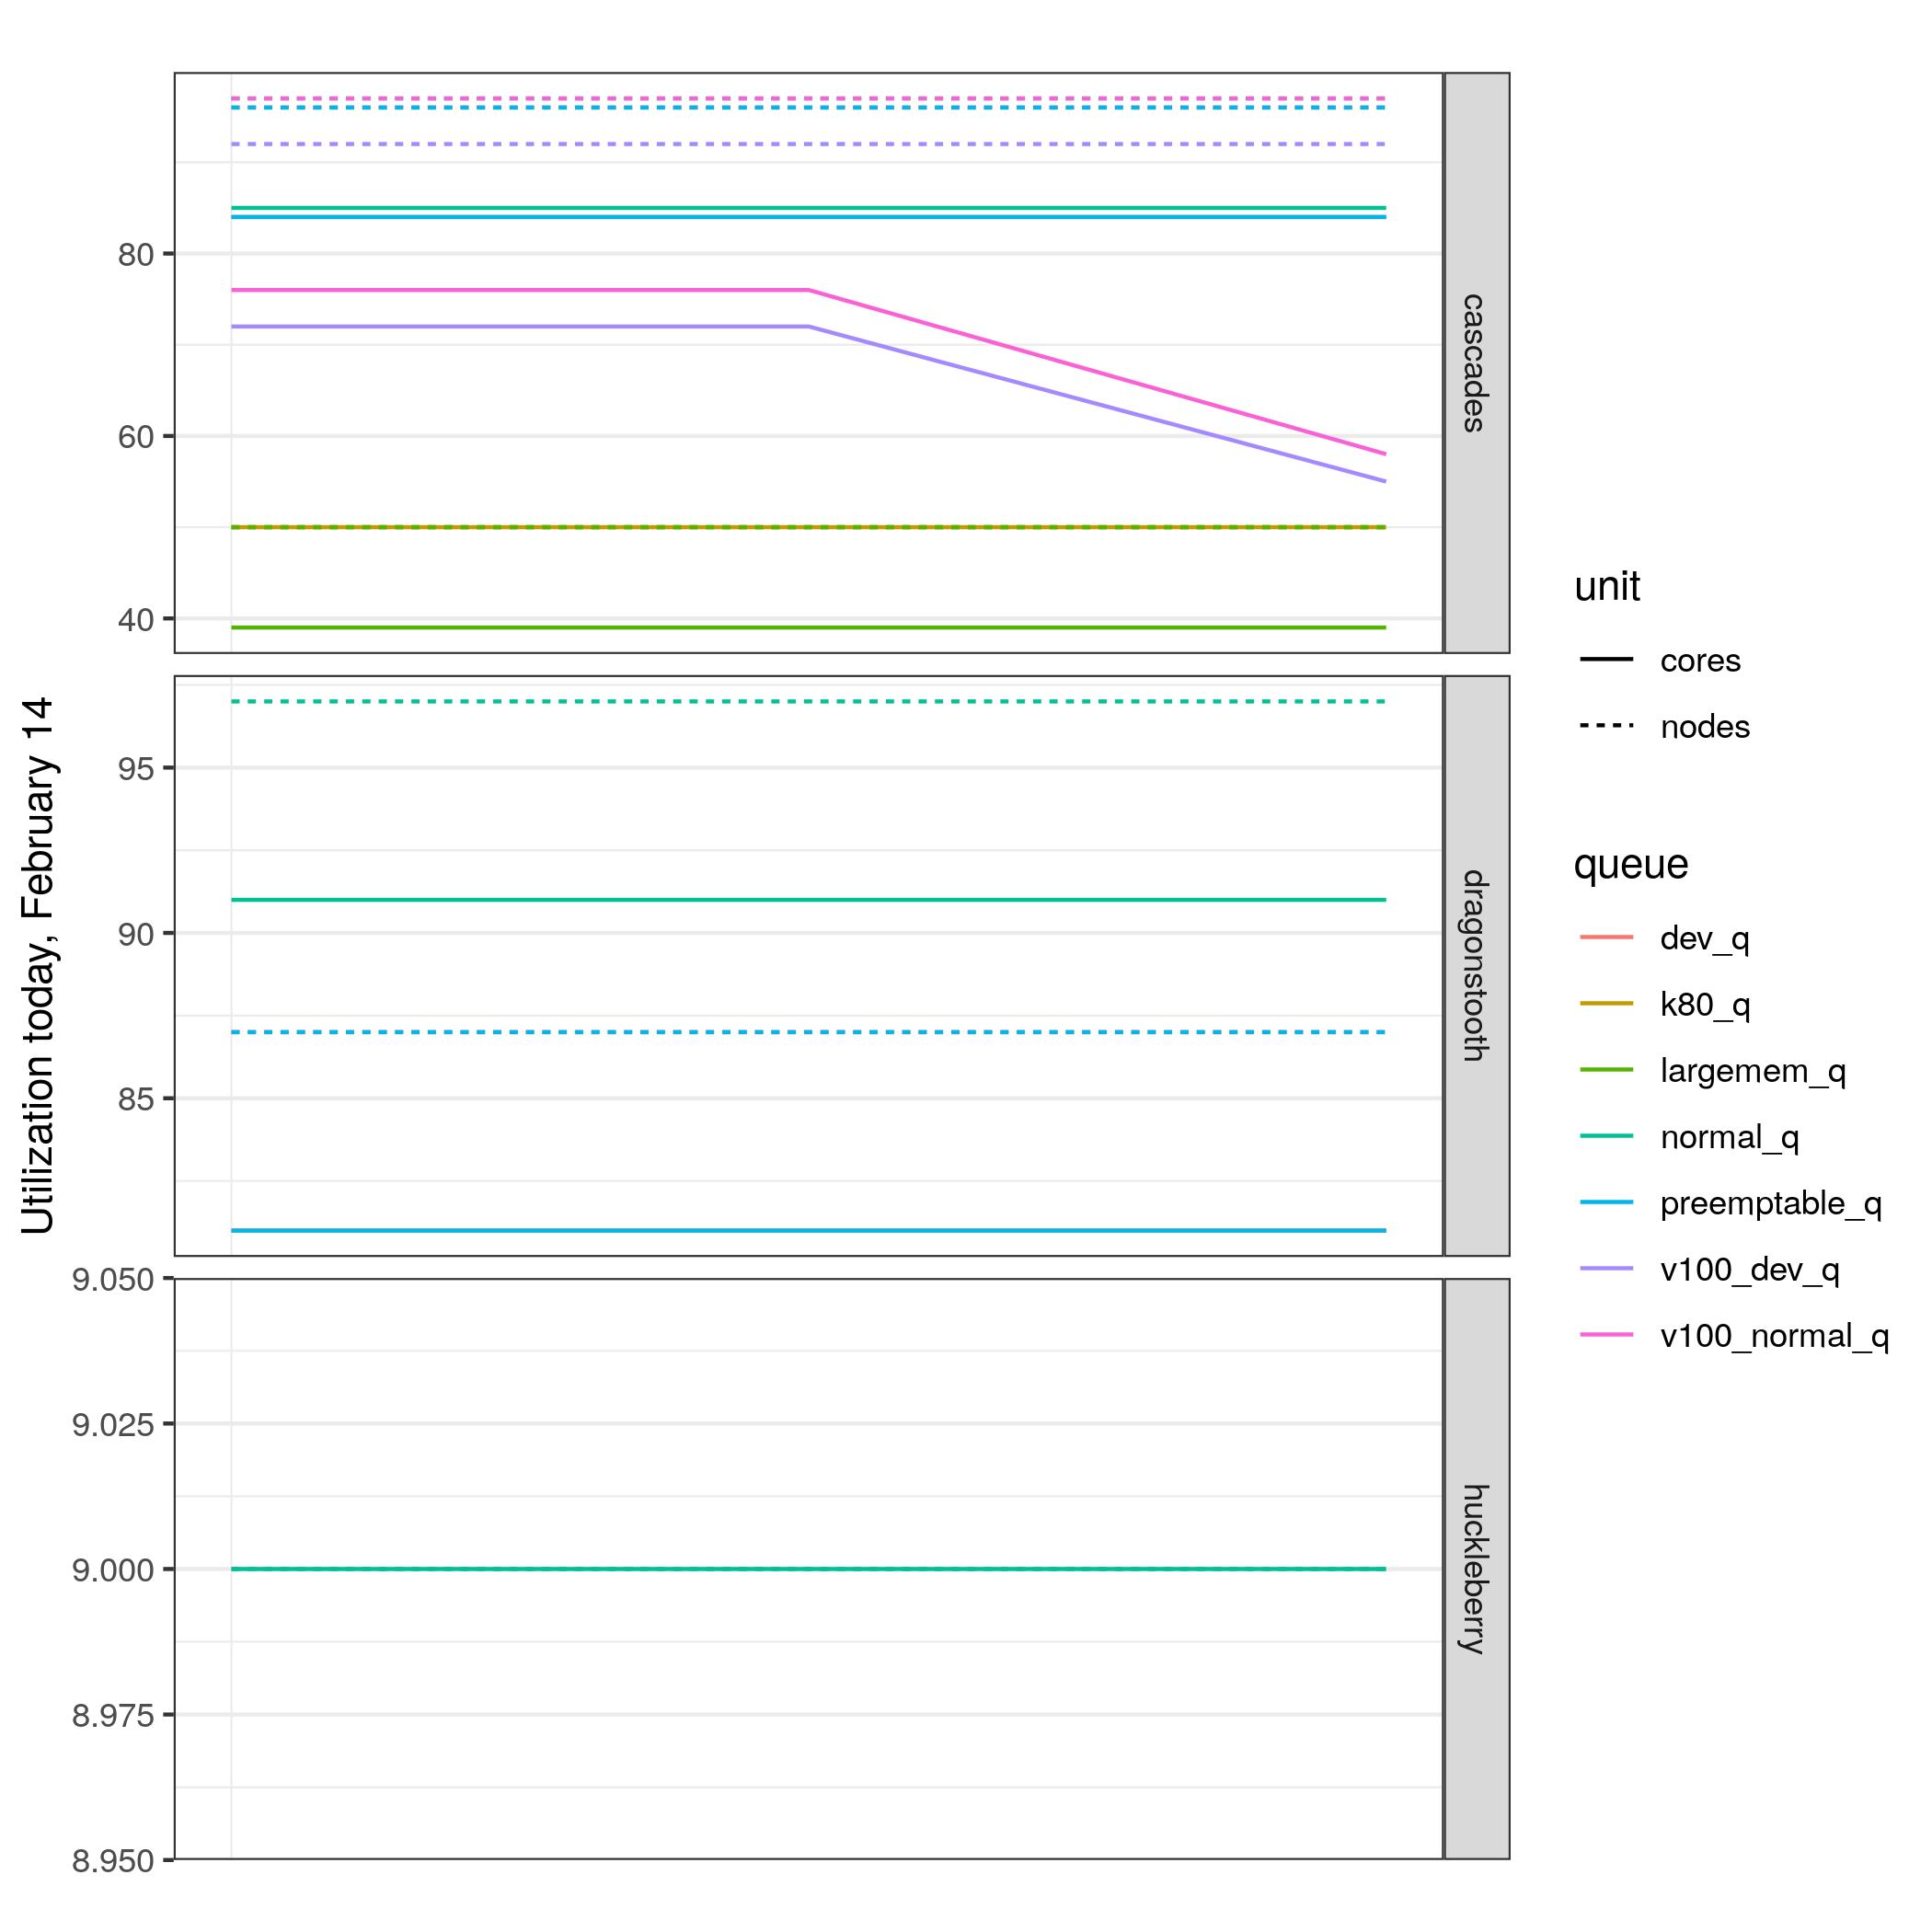 Utilization today, February 14
80
60
40
cascades
95
90
85
dragonstooth
9.050
9.025
9.000
8.975
8.950
huckleberry
unit
cores
nodes
queue
dev_q
k80_q
largemem_q
normal_q
preemptable_q
v100_dev_q
v100_normal_q